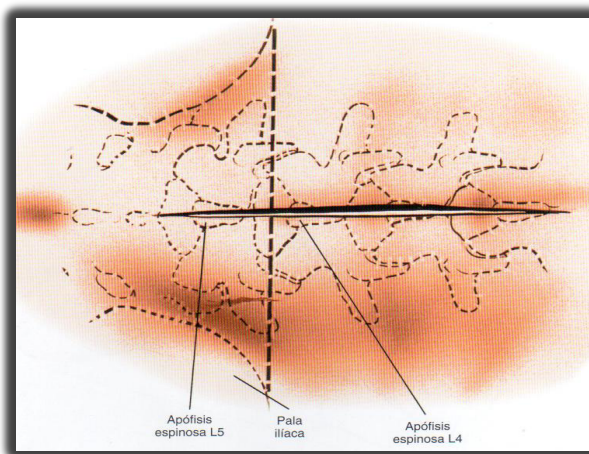 Apófisis
espinosa L5
Pala
ilíaca
Apófisis
espinosa L4